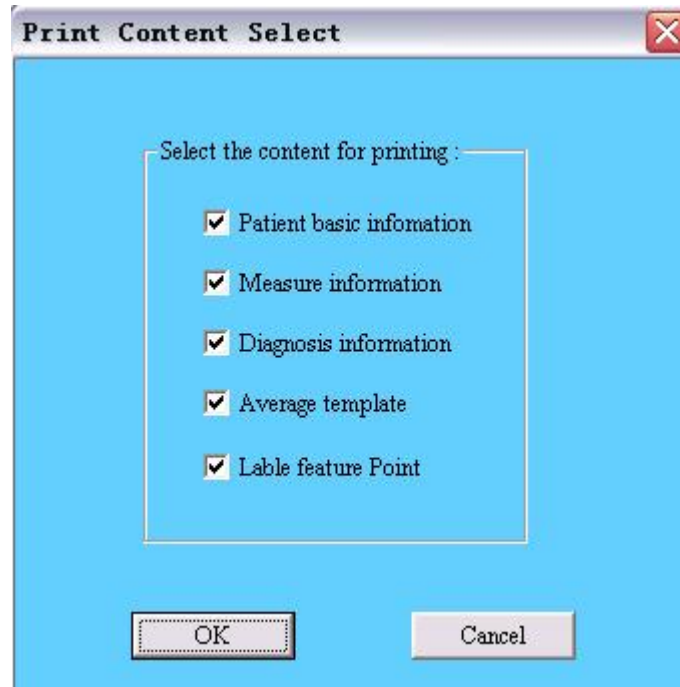 Print Content Select
Select the content for printing :
Patient basic infomation
Measure information
Diagnosis information
Average template
Lable feature Point
OK
Cancel